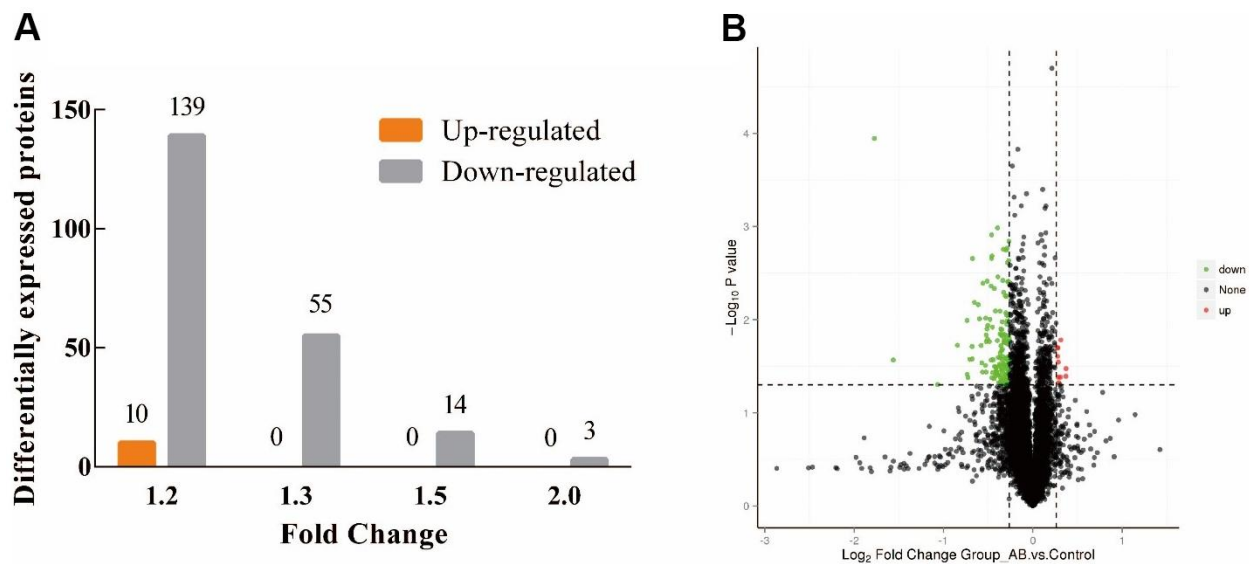 A
Differentially expressed proteins
150
100
50
0
139
10
55
0
14
0
3
0
Up-regulated
Down-regulated
1.2
1.3
1.5
2.0
Fold Change
B
−Log10 P value
4
3
2
1
0
-3
-2
-1
0
1
Log2 Fold Change Group_AB.vs.Control
down
None
up